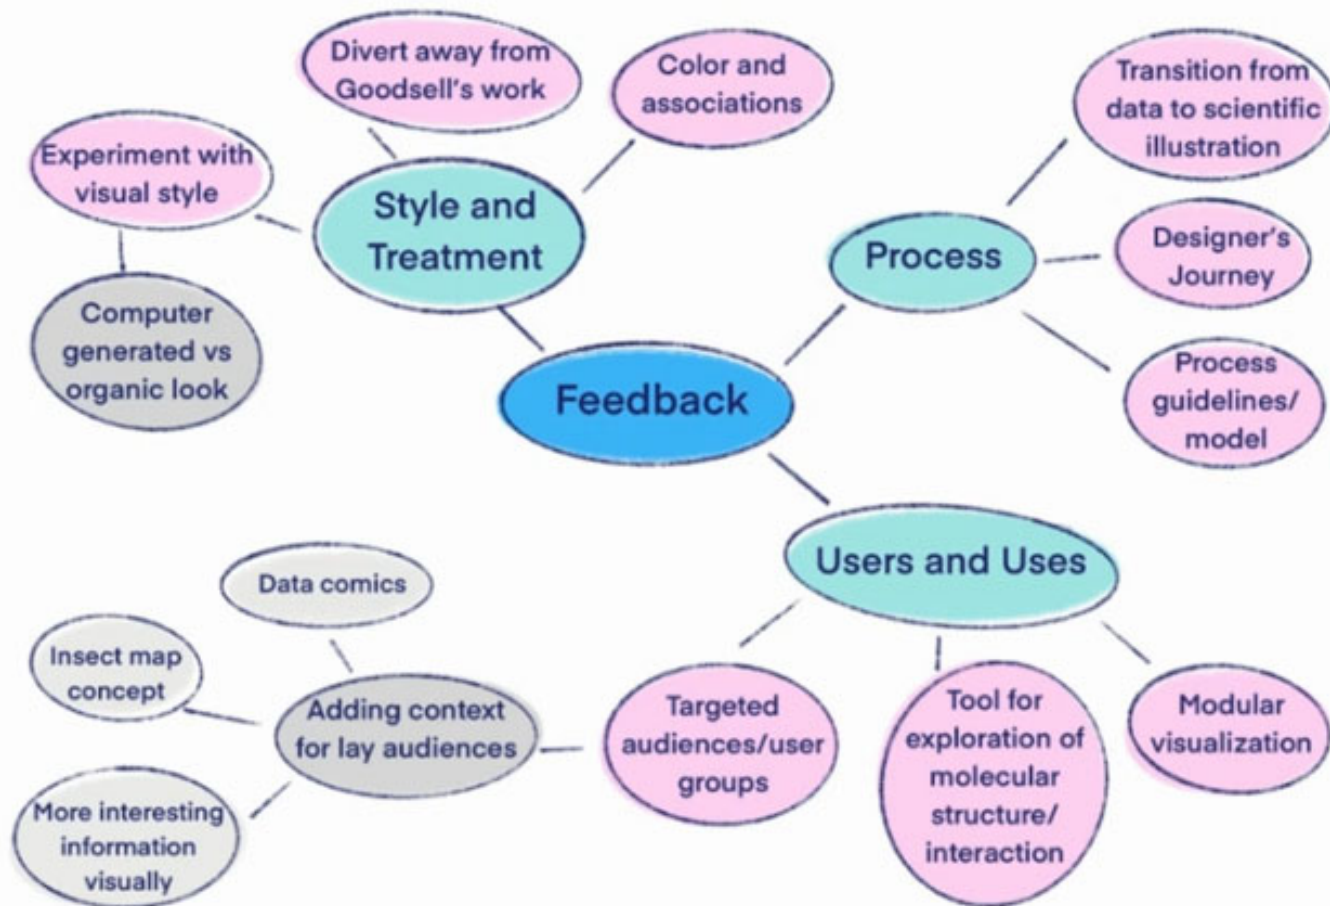 Divert away from
Goodsell's work
Color and
associations
Experiment with
visual style
Style and
Treatment
Computer
generated vs
organic look
Transition from
data to scientific
illustration
Process
Designer's
Journey
Process
guidelines/
model
Feedback
Users and Uses
Data comics
Insect map
concept
Adding context
for lay audiences
More interesting
information
visually
Targeted
audiences/user
groups
Tool for
exploration of
molecular
structure/
interaction
Modular
visualization